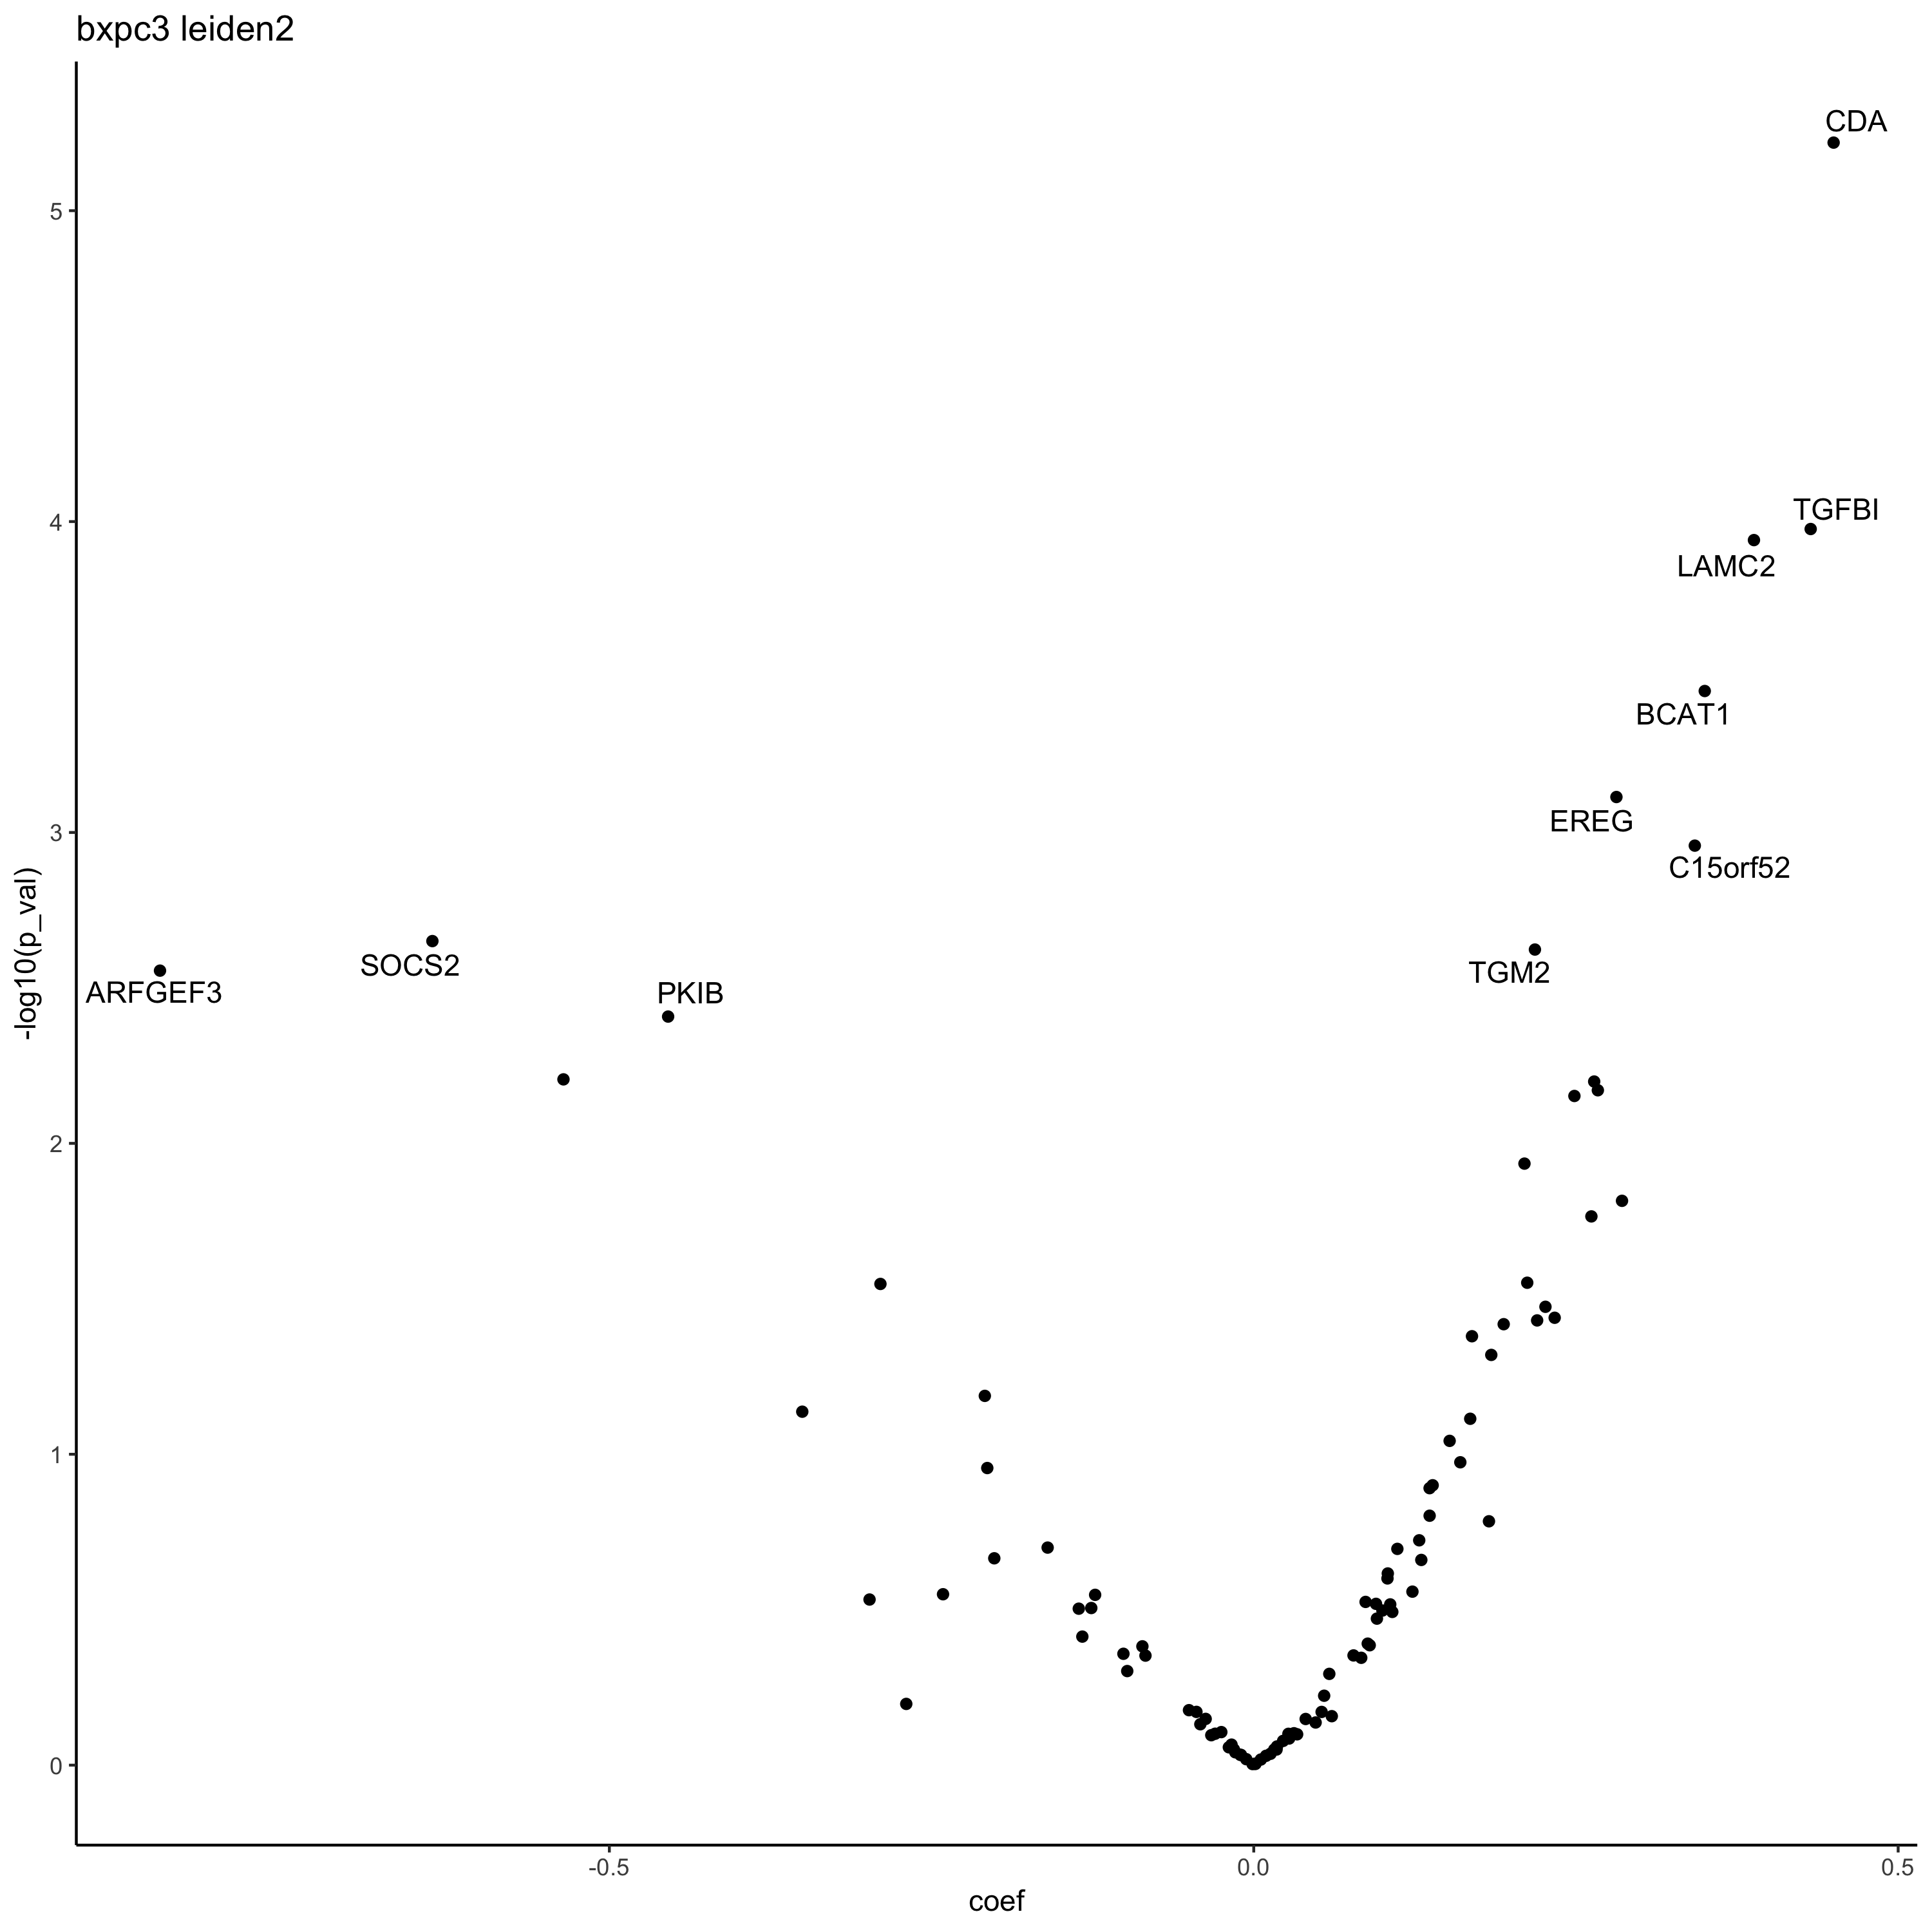 bxpc3 leiden2
CDA
5
TGFBI
4
LAMC2
BCAT1
EREG
3
C15orf52
-log10(p_val)
SOCS2
TGM2
ARFGEF3
PKIB
2
1
0
-0.5
0.0
0.5
coef